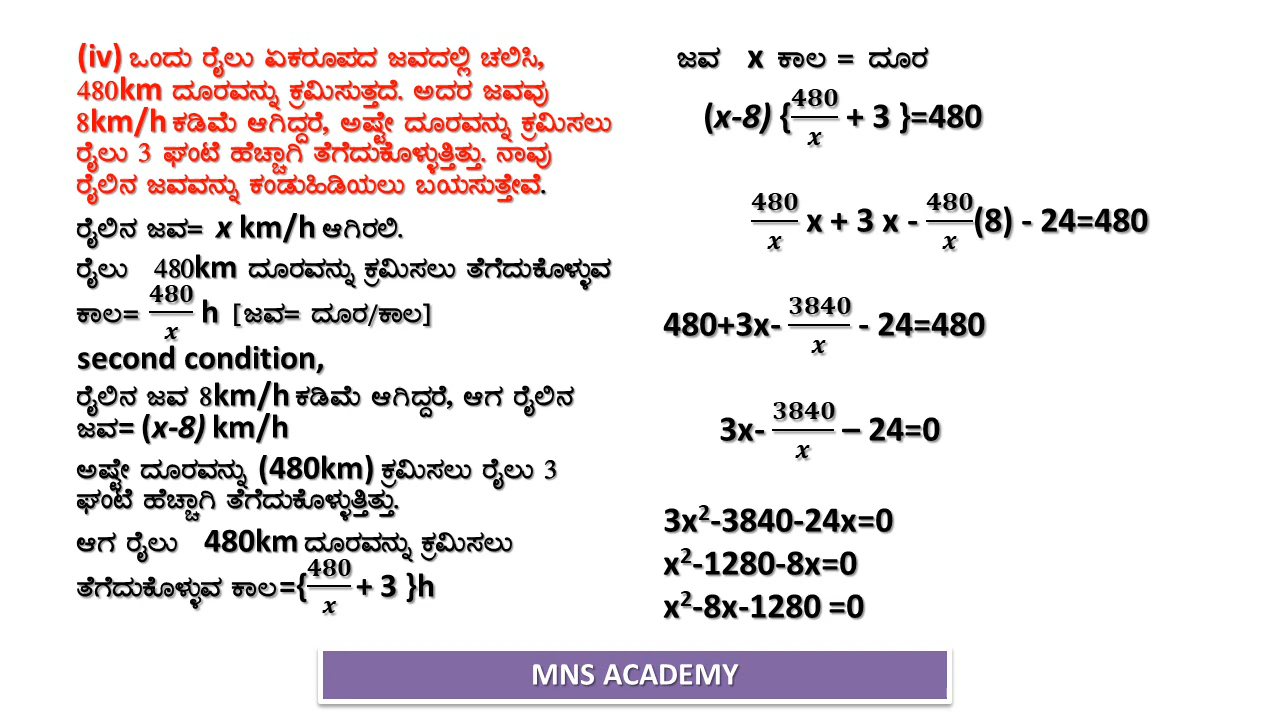 (iv) ಒಂದು ರೈಲು ಏಕರೂಪದ ಜವದಲ್ಲಿ ಚಲಿಸಿ,
480km ದೂರವನ್ನು ಕ್ರಮಿಸುತ್ತದೆ. ಅದರ ಜವವು
8km/h ಕಡಿಮೆ ಆಗಿದ್ದರೆ, ಅಷ್ಟೇ ದೂರವನ್ನು ಕ್ರಮಿಸಲು
ರೈಲು 3 ಘಂಟೆ ಹೆಚ್ಚಾಗಿ ತೆಗೆದುಕೊಳ್ಳುತ್ತಿತ್ತು. ನಾವು
ರೈಲಿನ ಜವವನ್ನು ಕಂಡುಹಿಡಿಯಲು ಬಯಸುತ್ತೇವೆ.
ರೈಲಿನ ಜವ= x km/h ಆಗಿರಲಿ.
ರೈಲು 480km ದೂರವನ್ನು ಕ್ರಮಿಸಲು ತೆಗೆದುಕೊಳ್ಳುವ
ಕಾಲ= 480/x h [ಜವ= ದೂರ/ಕಾಲ]
second condition,
ರೈಲಿನ ಜವ 8km/h ಕಡಿಮೆ ಆಗಿದ್ದರೆ, ಆಗ ರೈಲಿನ
ಜವ= (x-8) km/h
ಅಷ್ಟೇ ದೂರವನ್ನು (480km) ಕ್ರಮಿಸಲು ರೈಲು 3
ಘಂಟೆ ಹೆಚ್ಚಾಗಿ ತೆಗೆದುಕೊಳ್ಳುತ್ತಿತ್ತು.
ಆಗ ರೈಲು 480km ದೂರವನ್ನು ಕ್ರಮಿಸಲು
ತೆಗೆದುಕೊಳ್ಳುವ ಕಾಲ={480/x + 3 }h
ಜವ x ಕಾಲ = ದೂರ
(x-8) {480/x + 3 }=480
480/x x + 3 x - 480/x (8) - 24=480
480+3x- 3840/x - 24=480
3x- 3840/x – 24=0
3x²-3840-24x=0
x²-1280-8x=0
x²-8x-1280 =0
MNS ACADEMY